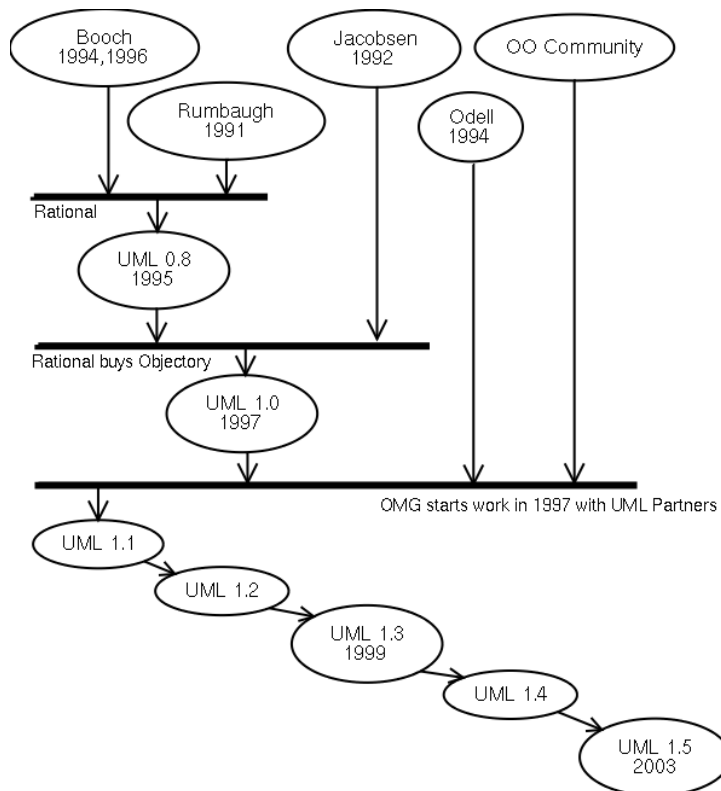 Booch
1994,1996
Jacobsen
1992
OO Community
Rumbaugh
1991
Odell
1994
Rational
UML 0.8
1995
Rational buys Objectory
UML 1.0
1997
OMG starts work in 1997 with UML Partners
UML 1.1
UML 1.2
UML 1.3
1999
UML 1.4
UML 1.5
2003